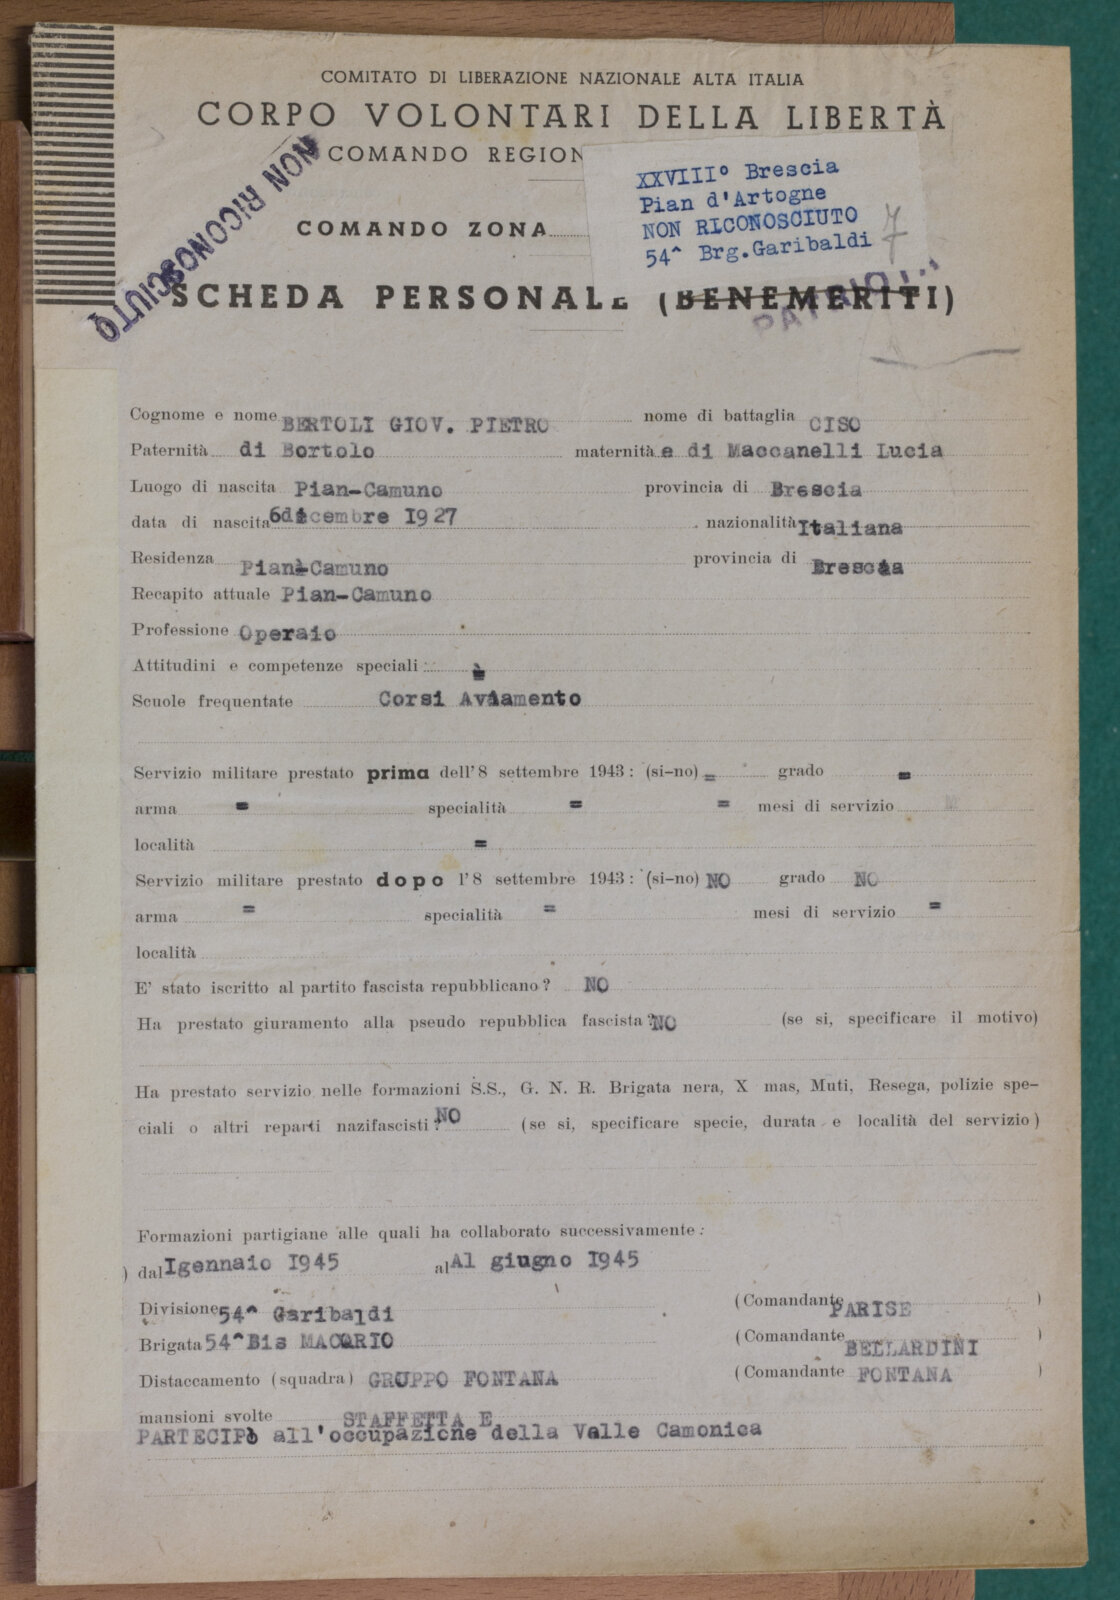 COMITATO DI LIBERAZIONE NAZIONALE ALTA ITALIA
CORPO VOLONTARI DELLA LIBERTÀ
COMANDO REGION
NON RICONOSCIUTO
XXVIII° Brescia
Pian d'Artogne
NON RICONOSCIUTO
54^ Brg.Garibaldi
COMANDO ZONA
SCHEDA PERSONALE (BENEMERITI)
Cognome e nome BERTOLI GIOV. PIETRO nome di battaglia CISO
Paternità di Bortolo maternità e di Maccanelli Lucia
Luogo di nascita Pian-Camuno provincia di Brescia
data di nascita 6dicembre 1927 nazionalità Italiana
Residenza Pian-Camuno provincia di Brescia
Recapito attuale Pian-Camuno
Professione Operaio
Attitudini e competenze speciali :
Scuole frequentate Corsi Aviamento
Servizio militare prestato prima dell'8 settembre 1943: (si-no) = grado =
arma = specialità = = mesi di servizio
località =
Servizio militare prestato dopo l'8 settembre 1943: (si-no) NO grado NO
arma = specialità = mesi di servizio =
località
E' stato iscritto al partito fascista repubblicano? NO
Ha prestato giuramento alla pseudo repubblica fascista? NO (se si, specificare il motivo)
Ha prestato servizio nelle formazioni S.S., G. N. R. Brigata nera, X mas, Muti, Resega, polizie spe-
ciali o altri reparti nazifascisti? NO (se si, specificare specie, durata e località del servizio)
Formazioni partigiane alle quali ha collaborato successivamente:
) dal Igennaio 1945 al Al giugno 1945
Divisione 54^ Garibaldi (Comandante PARISE )
Brigata 54^Bis MACORIO (Comandante BELLARDINI )
Distaccamento (squadra) GRUPPO FONTANA (Comandante FONTANA )
mansioni svolte STAFFETTA E
PARTECIPò all'occupazione della Valle Camonica